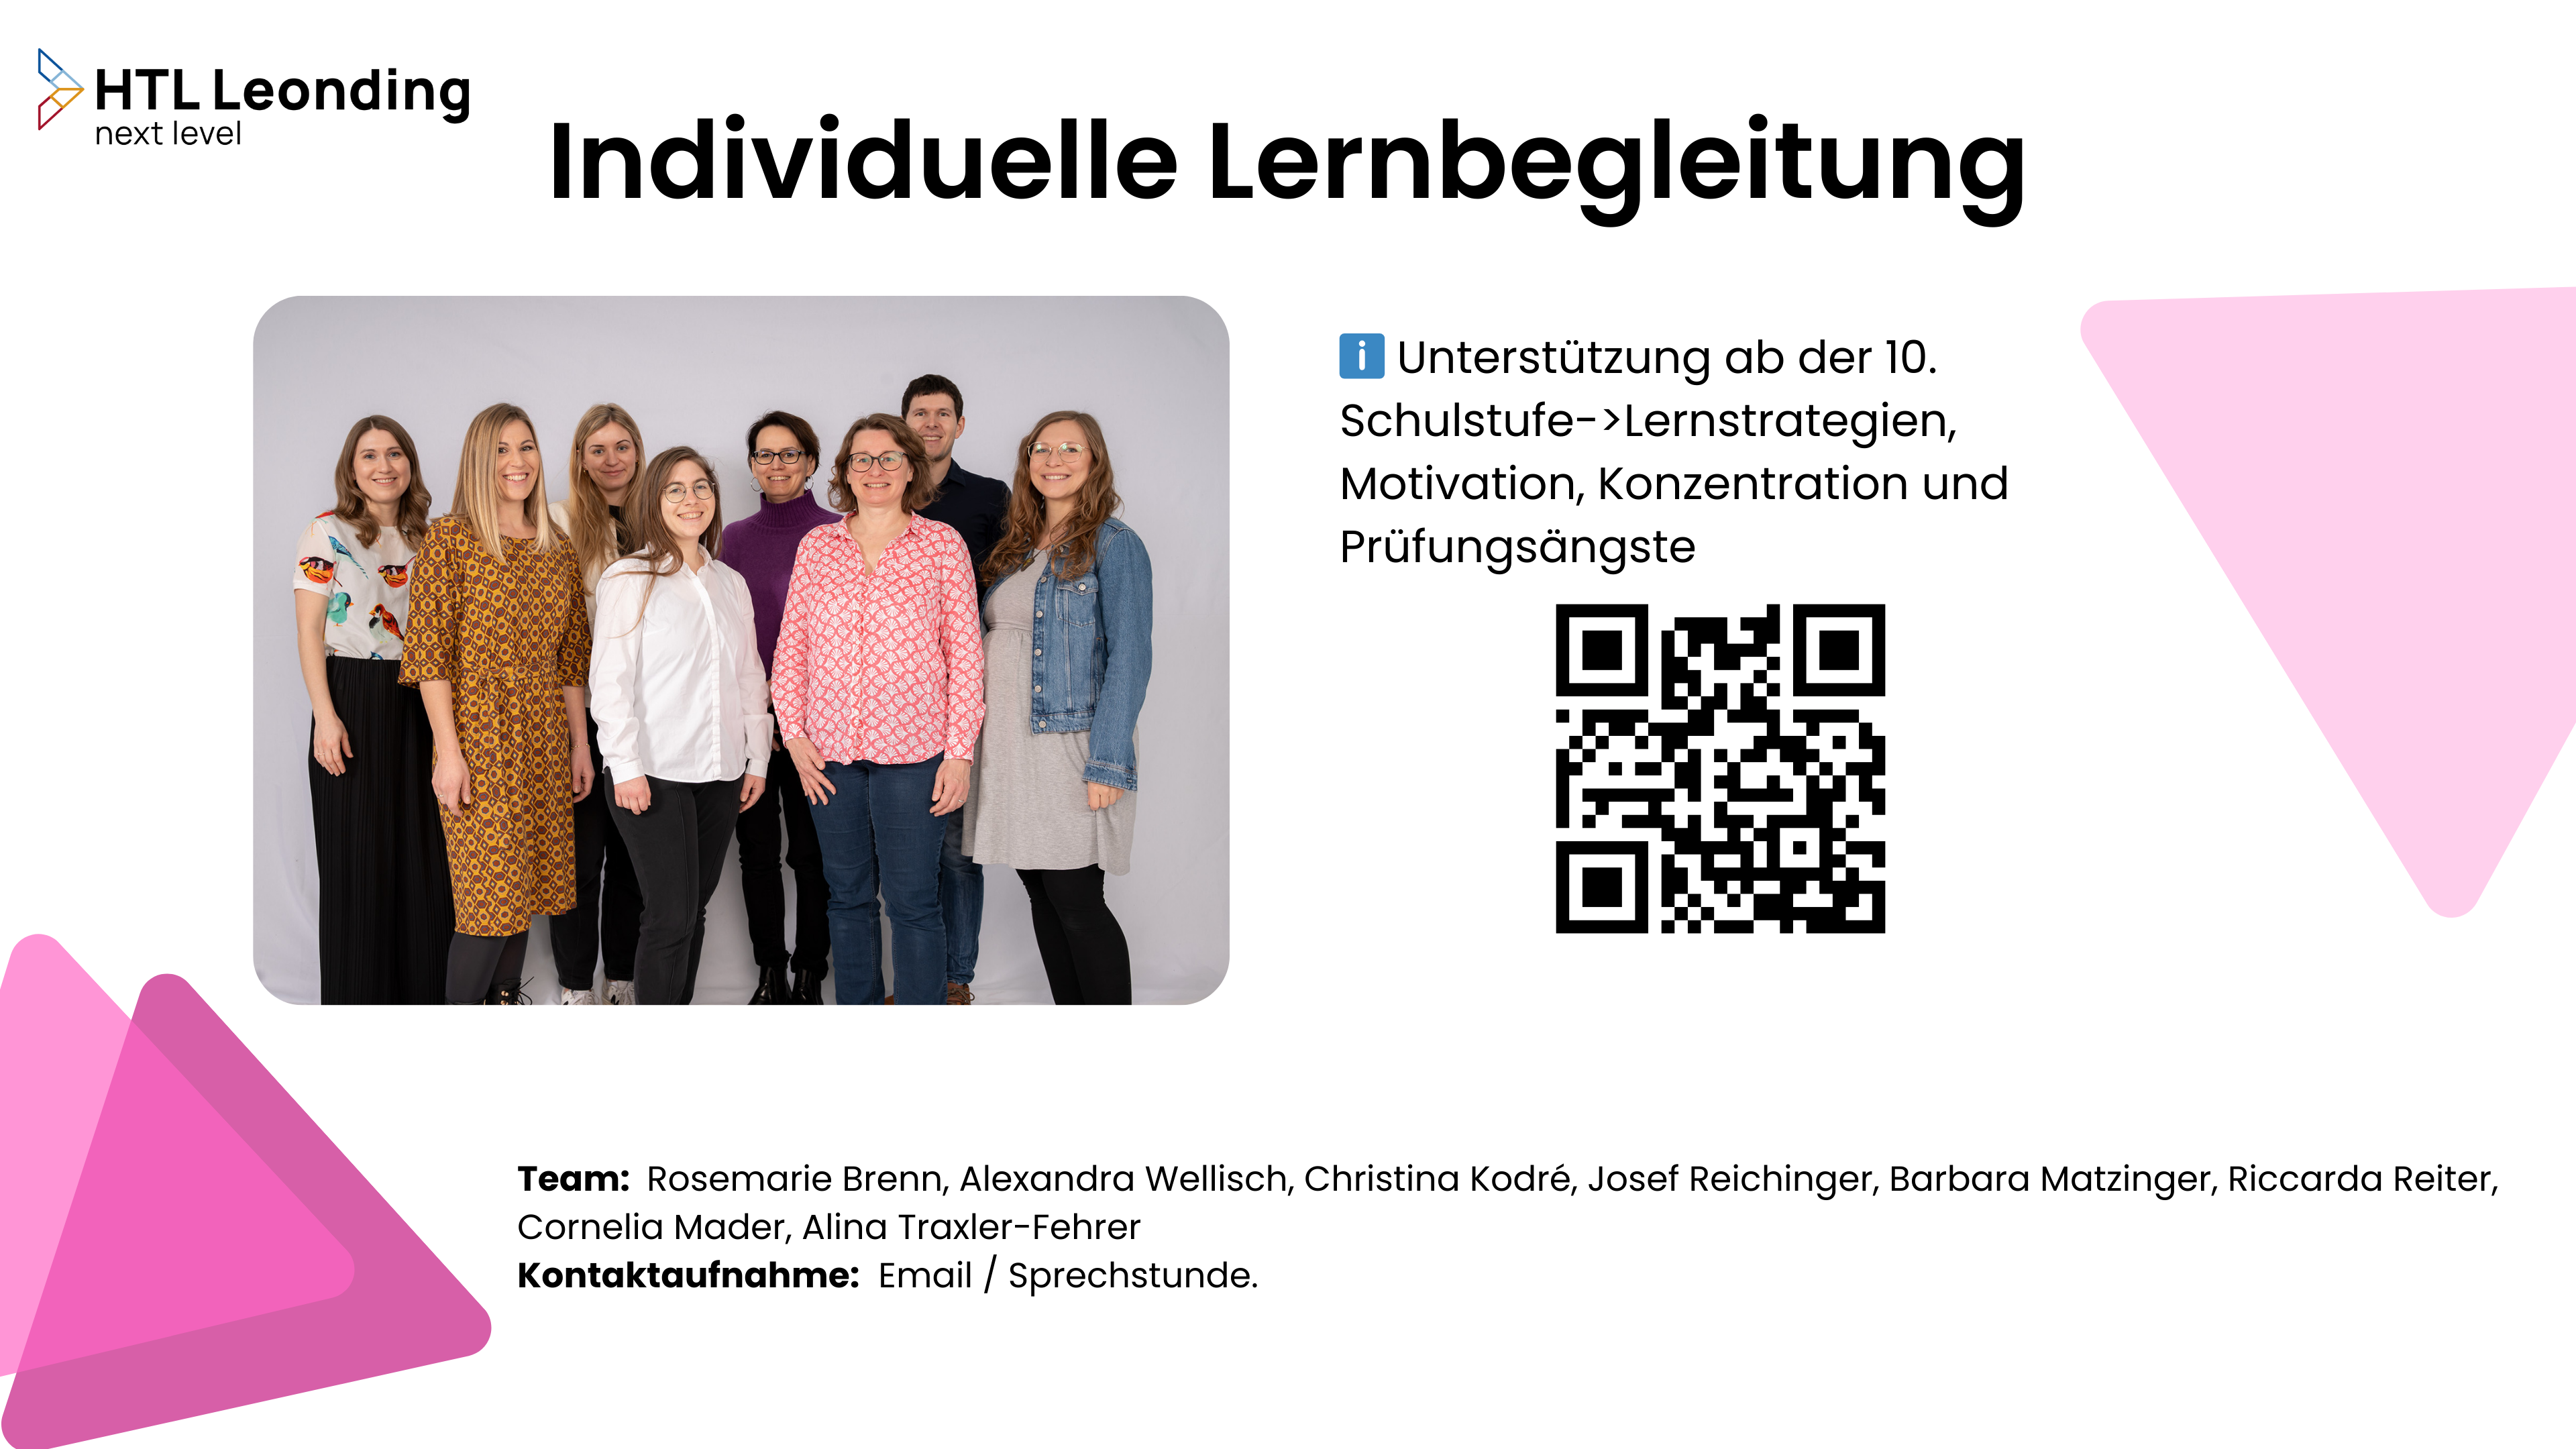 HTL Leonding
next level
Individuelle Lernbegleitung
ℹ️ Unterstützung ab der 10.
Schulstufe->Lernstrategien,
Motivation, Konzentration und
Prüfungsängste
Team: Rosemarie Brenn, Alexandra Wellisch, Christina Kodré, Josef Reichinger, Barbara Matzinger, Riccarda Reiter,
Cornelia Mader, Alina Traxler-Fehrer
Kontaktaufnahme: Email / Sprechstunde.